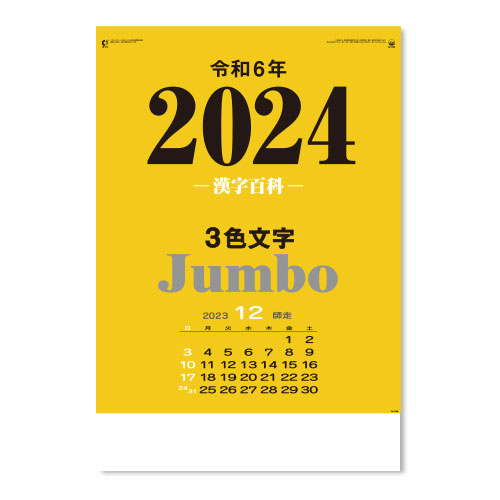 令和6年
2024
漢字百科
3色文字
Jumbo
2023 12 師走
日 月 火 水 木 金 土
1 2
3 4 5 6 7 8 9
10 11 12 13 14 15 16
17 18 19 20 21 22 23
24/31 25 26 27 28 29 30